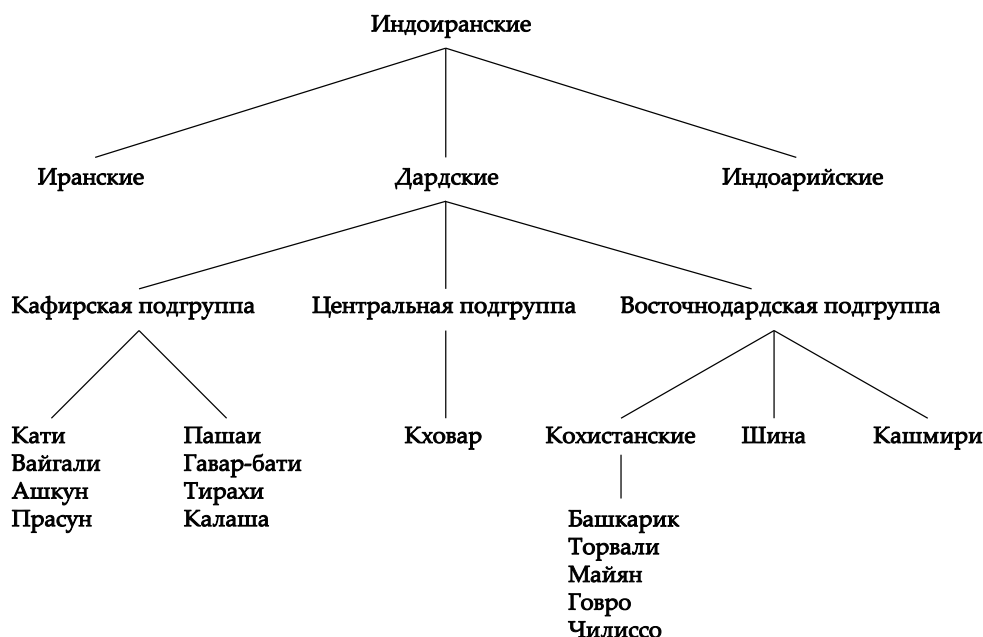 Индоиранские
Иранские
Дардские
Индоарийские
Кафирская подгруппа
Центральная подгруппа
Восточнодардская подгруппа
Кати
Вайгали
Ашкун
Прасун
Пашаи
Гавар-бати
Тирахи
Калаша
Кховар
Кохистанские
Шина
Кашмири
Башкарик
Торвали
Майян
Говро
Чилиссо